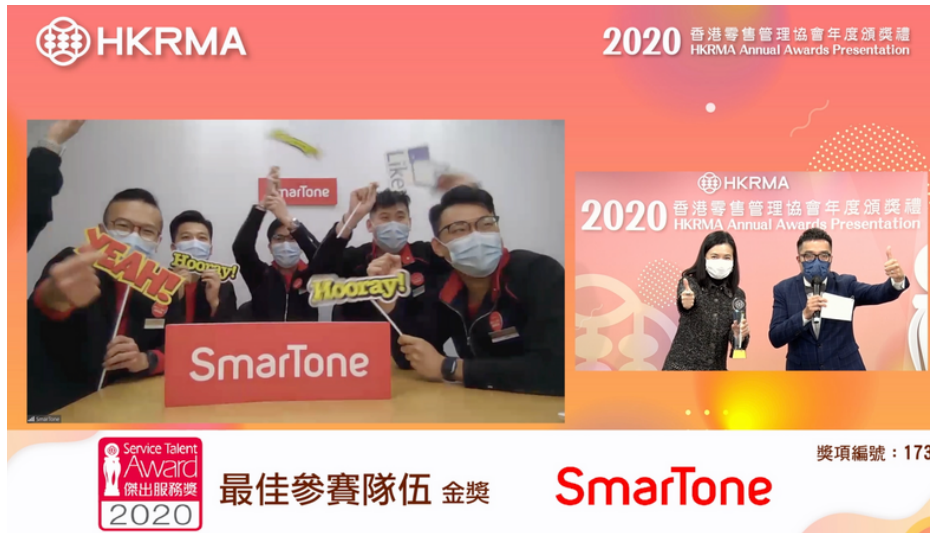 HKRMA
2020 香港零售管理協會年度頒獎禮
HKRMA Annual Awards Presentation
Like
SmarTone
YEAH!
Hooray!
Hooray!
SmarTone
SmarTone
HKRMA
2020 香港零售管理協會年度頒獎禮
HKRMA Annual Awards Presentation
獎項編號：173
Service Talent
Award
傑出服務獎
2020
最佳參賽隊伍 金獎
SmarTone